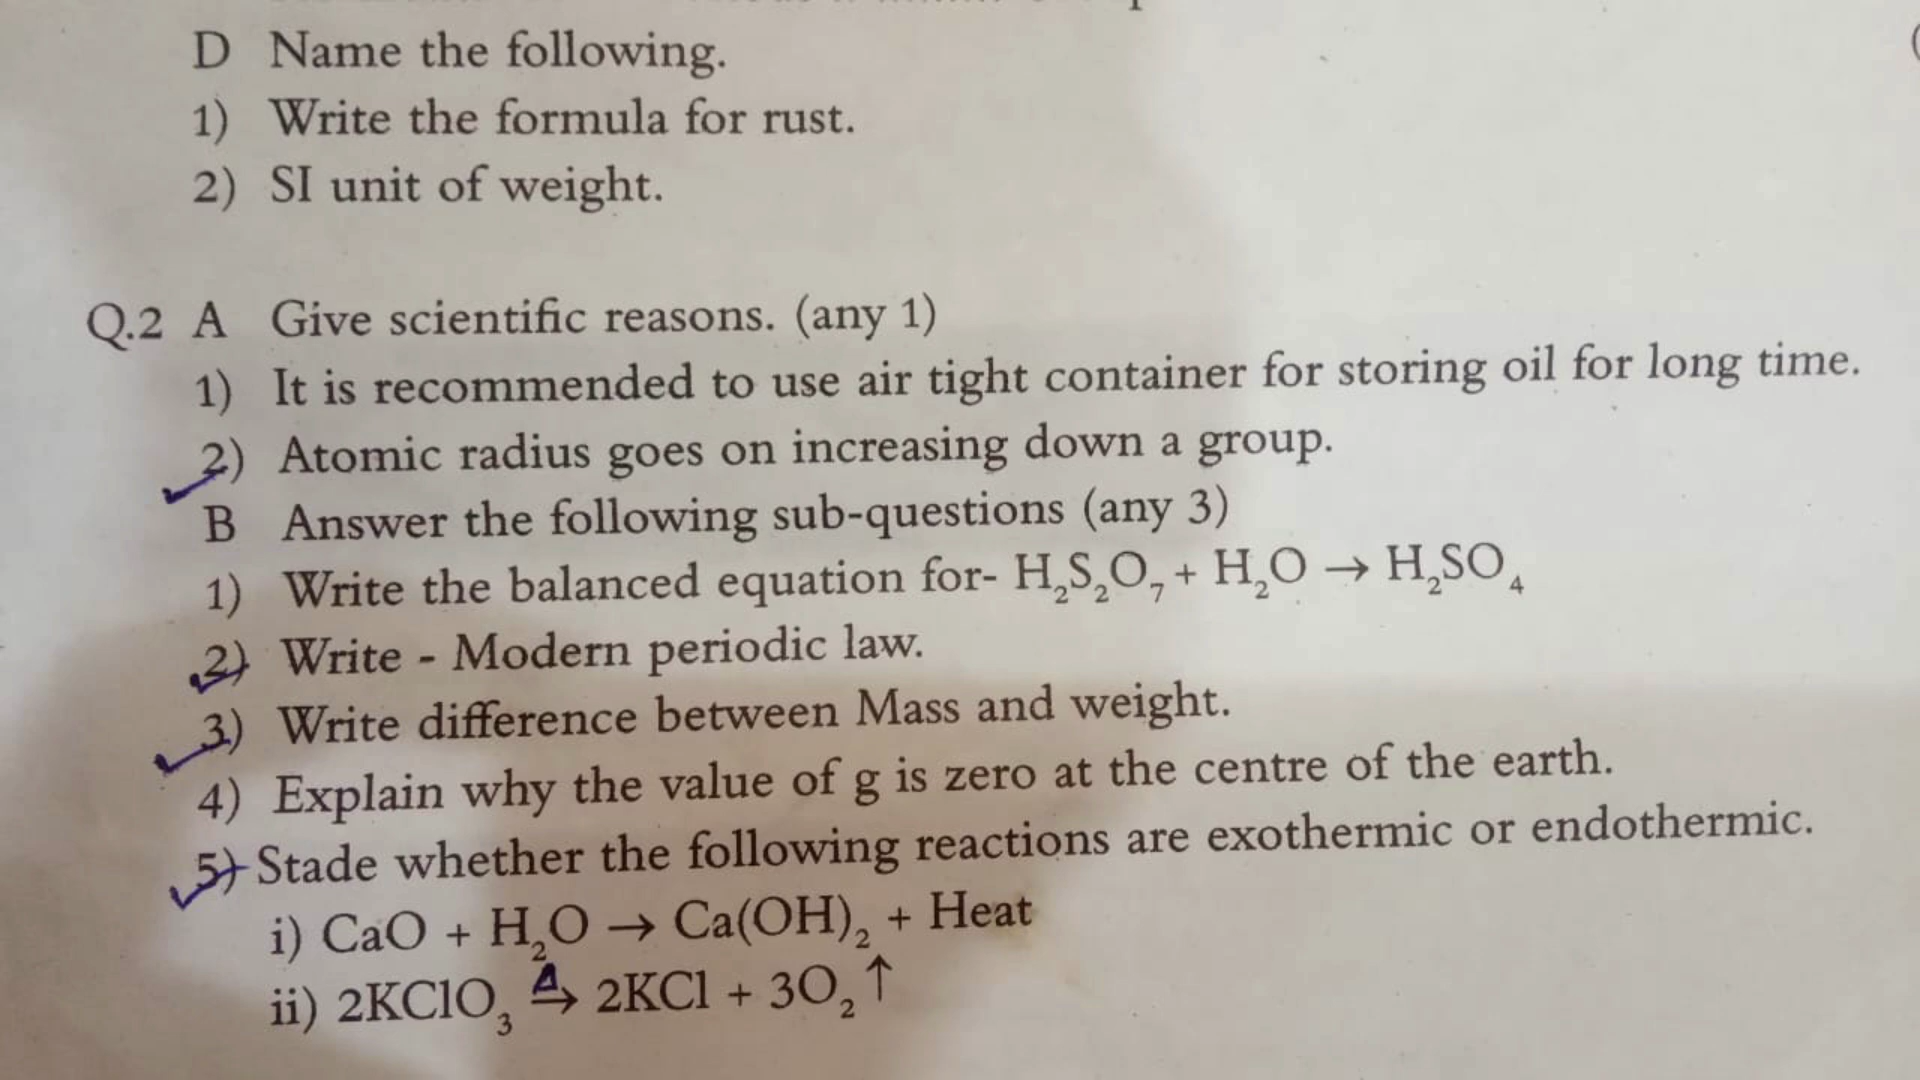 D Name the following.
1) Write the formula for rust.
2) SI unit of weight.
Q.2 A Give scientific reasons. (any 1)
1) It is recommended to use air tight container for storing oil for long time.
2) Atomic radius goes on increasing down a group.
B Answer the following sub-questions (any 3)
1) Write the balanced equation for- H₂S₂O₇ + H₂O → H₂SO₄
2) Write - Modern periodic law.
3) Write difference between Mass and weight.
4) Explain why the value of g is zero at the centre of the earth.
5) Stade whether the following reactions are exothermic or endothermic.
i) CaO + H₂O → Ca(OH)₂ + Heat
ii) 2KClO₃ Δ→ 2KCl + 3O₂ ↑